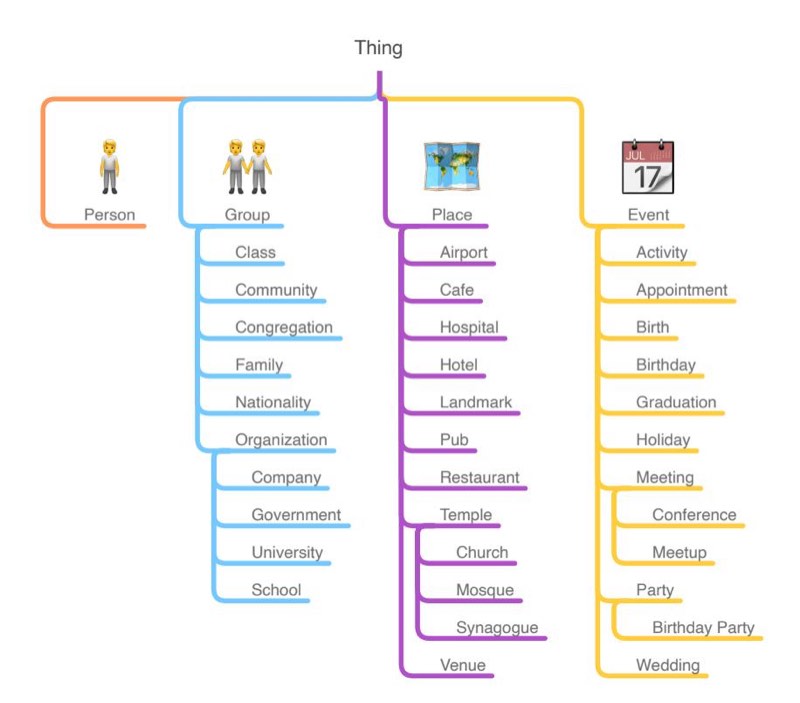 Thing
JUL
17
Person
Group
Class
Community
Congregation
Family
Nationality
Organization
Company
Government
University
School
Place
Airport
Cafe
Hospital
Hotel
Landmark
Pub
Restaurant
Temple
Church
Mosque
Synagogue
Venue
Event
Activity
Appointment
Birth
Birthday
Graduation
Holiday
Meeting
Conference
Meetup
Party
Birthday Party
Wedding